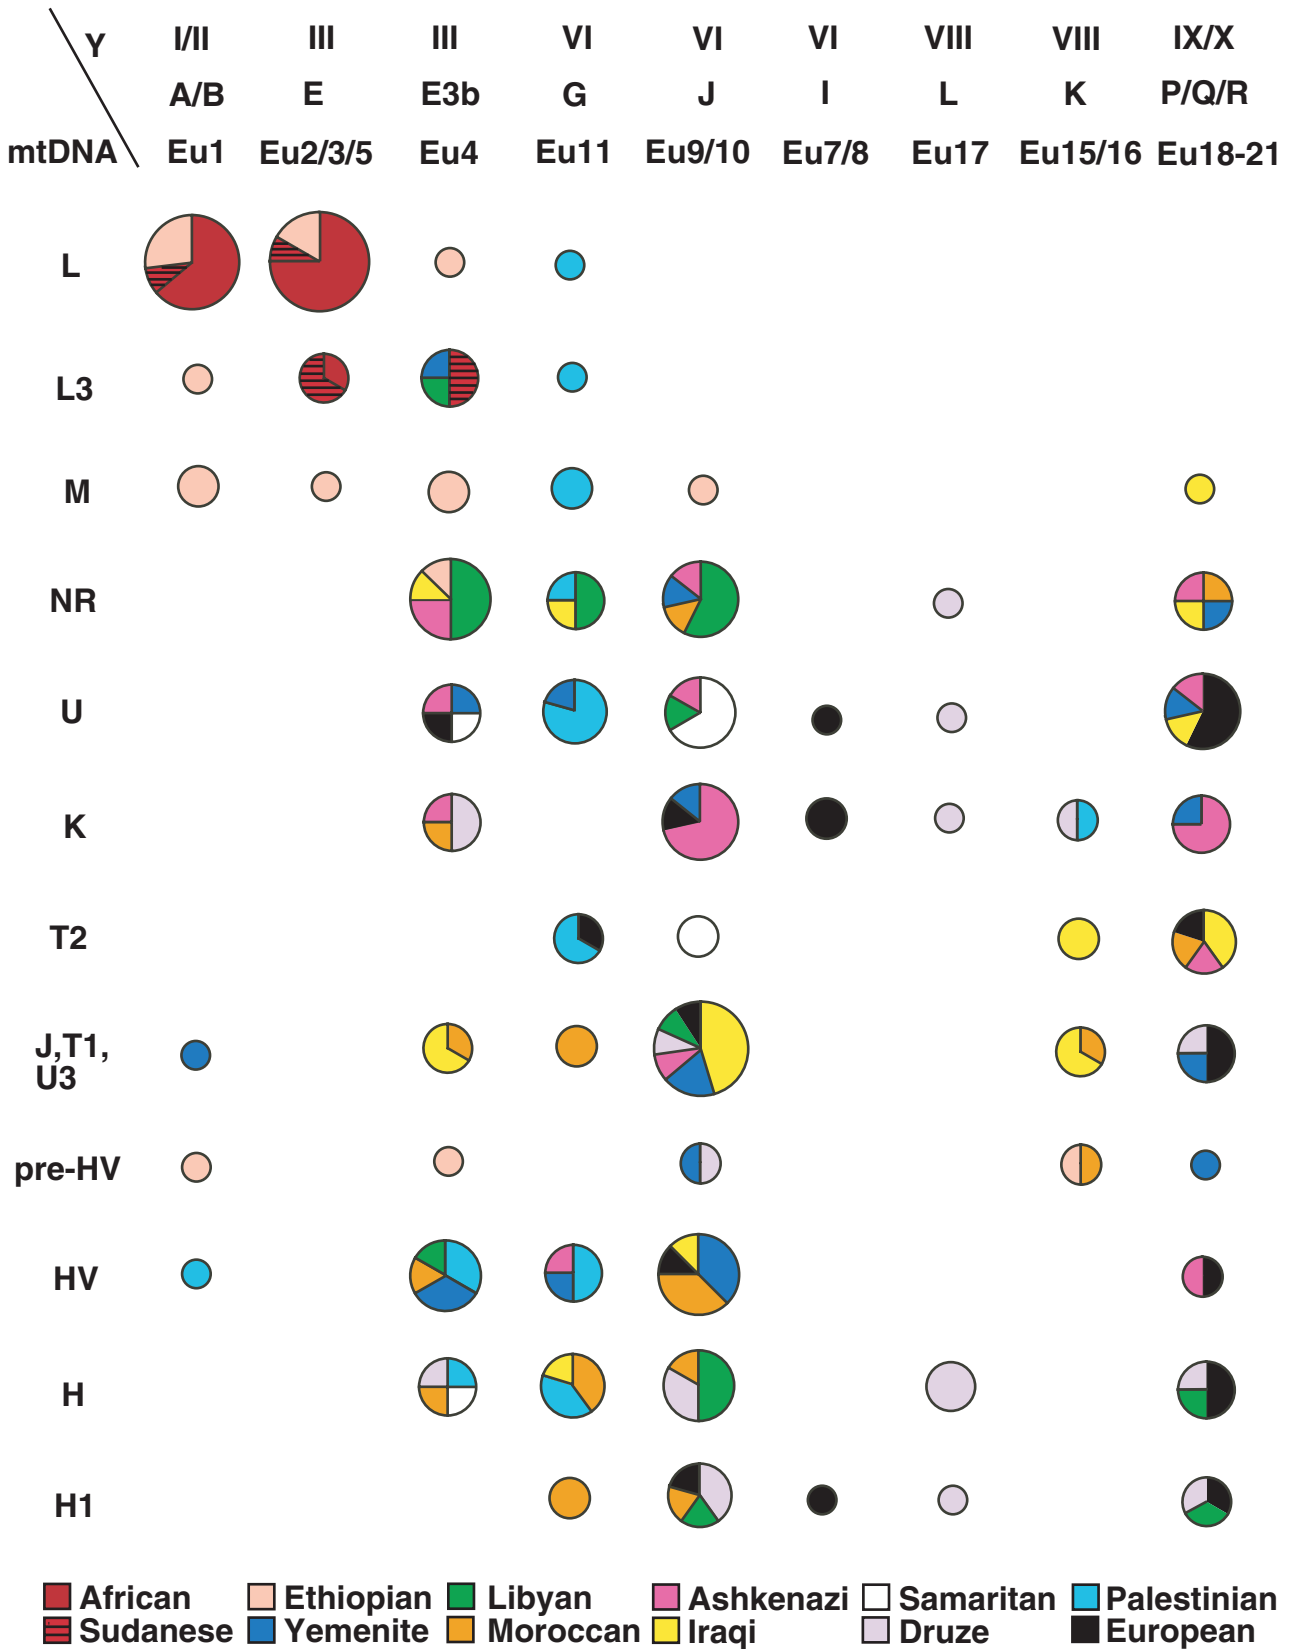 Y I/II III III VI VI VI VIII VIII IX/X
A/B E E3b G J I L K P/Q/R
mtDNA Eu1 Eu2/3/5 Eu4 Eu11 Eu9/10 Eu7/8 Eu17 Eu15/16 Eu18-21
L
L3
M
NR
U
K
T2
J,T1,
U3
pre-HV
HV
H
H1
African Ethiopian Libyan Ashkenazi Samaritan Palestinian
Sudanese Yemenite Moroccan Iraqi Druze European